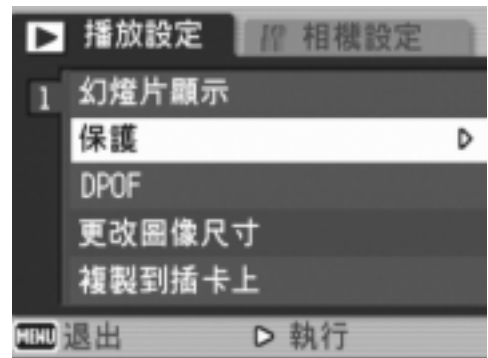 播放設定 相機設定
1 幻燈片顯示
保護
DPOF
更改圖像尺寸
複製到插卡上
MENU 退出 執行